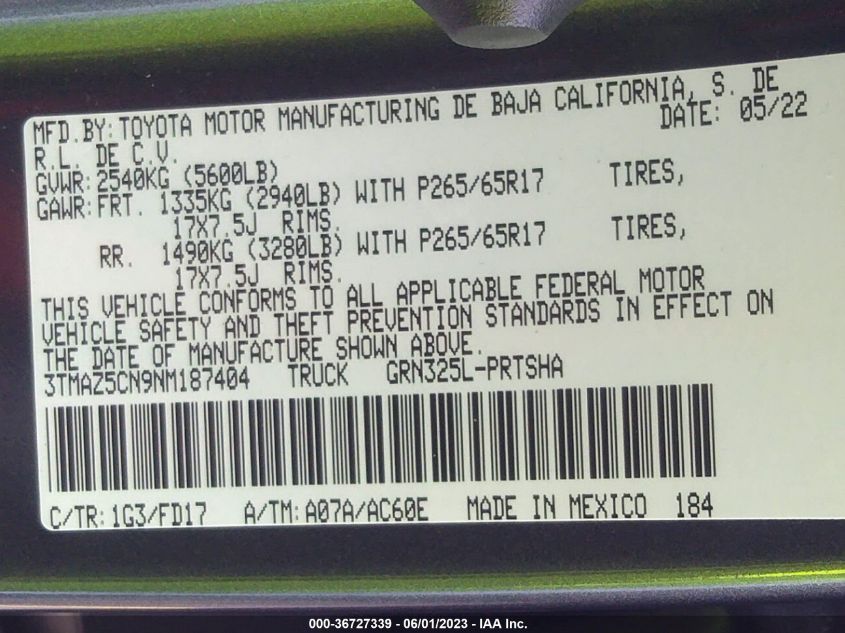 MFD.BY:TOYOTA MOTOR MANUFACTURING DE BAJA CALIFORNIA, S. DE
R.L. DE C.V. DATE: 05/22
GVWR:2540KG (5600LB)
GAWR:FRT. 1335KG (2940LB) WITH P265/65R17 TIRES,
17X7.5J RIMS.
RR. 1490KG (3280LB) WITH P265/65R17 TIRES,
17X7.5J RIMS.
THIS VEHICLE CONFORMS TO ALL APPLICABLE FEDERAL MOTOR
VEHICLE SAFETY AND THEFT PREVENTION STANDARDS IN EFFECT ON
THE DATE OF MANUFACTURE SHOWN ABOVE.
3TMAZ5CN9NM187404 TRUCK GRN325L-PRTSHA
C/TR:1G3/FD17 A/TM:A07A/AC60E MADE IN MEXICO 184
000-36727339 - 06/01/2023 - IAA Inc.